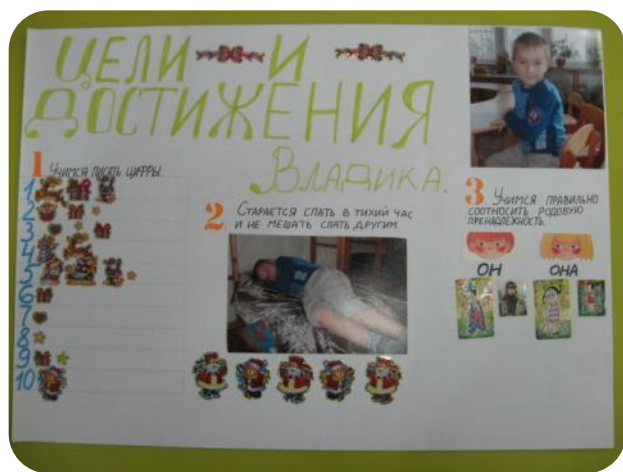 ЦЕЛИ И
ДОСТИЖЕНИЯ
ВЛАДИКА.
1 УЧИМСЯ ПИСАТЬ ЦИФРЫ
1
2
3
4
5
6
7
8
9
10
2 СТАРАЕТСЯ СПАТЬ В ТИХИЙ ЧАС
И НЕ МЕШАТЬ СПАТЬ ДРУГИМ
3 УЧИМСЯ ПРАВИЛЬНО
СООТНОСИТЬ РОДОВУЮ
ПРЕНАДЛЕЖНОСТЬ.
ОН ОНА